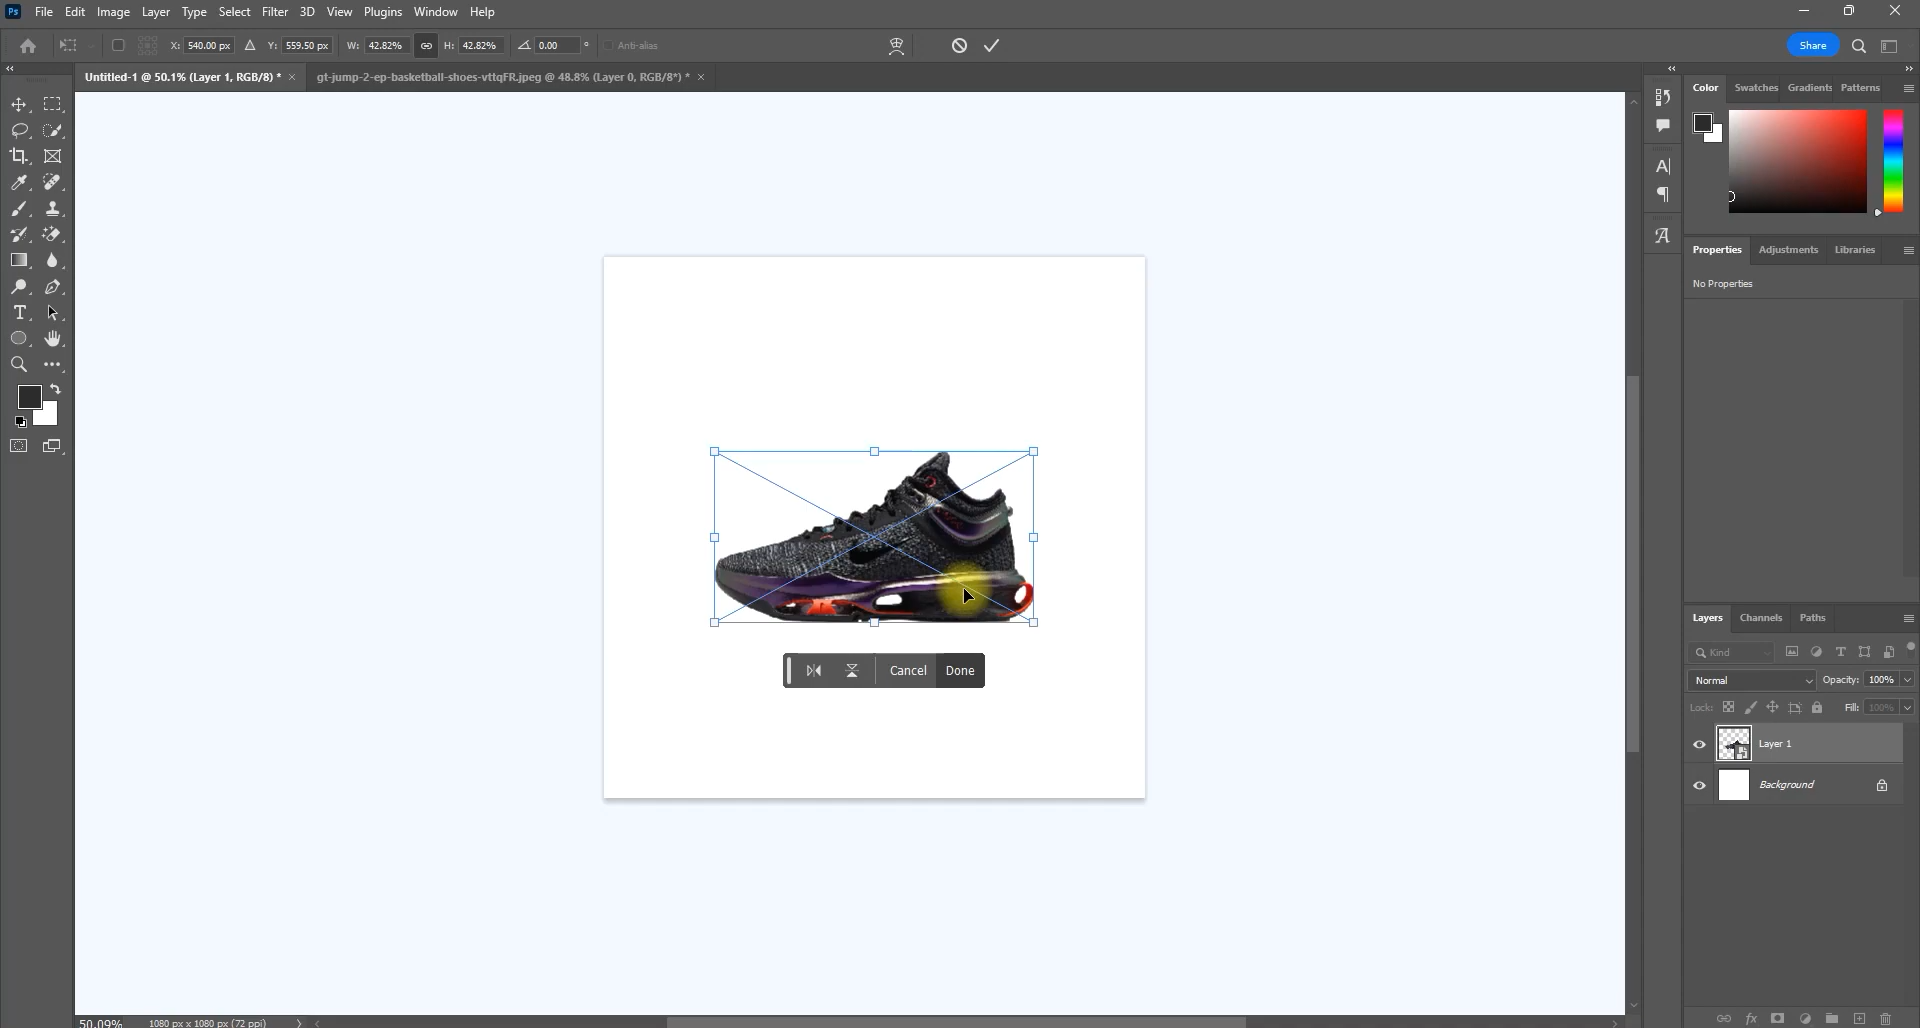 Ps File Edit Image Layer Type Select Filter 3D View Plugins Window Help
X: 540.00 px Y: 559.50 px W: 42.82% H: 42.82% 0.00 ° Anti-alias Share
Untitled-1 @ 50.1% (Layer 1, RGB/8) * × gt-jump-2-ep-basketball-shoes-vttqFR.jpeg @ 48.8% (Layer 0, RGB/8*) * ×
Color Swatches Gradients Patterns
Properties Adjustments Libraries
No Properties
Cancel Done
Layers Channels Paths
Kind
Normal Opacity: 100%
Lock: Fill: 100%
Layer 1
Background
50.09% 1080 px x 1080 px (72 ppi)